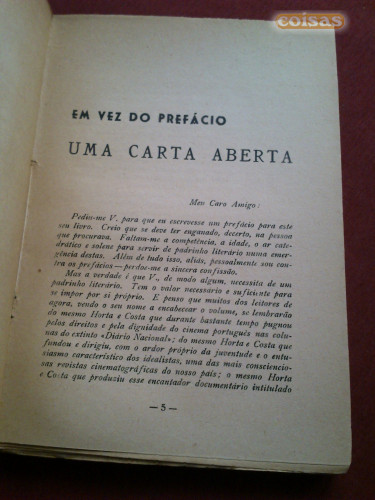 coisas
EM VEZ DO PREFÁCIO
UMA CARTA ABERTA
Meu Caro Amigo:
Pediu-me V. para que eu escrevesse um prefácio para este
seu livro. Creio que se deve ter enganado, decerto, na pessoa
que procurava. Faltam-me a competência, a idade, o ar cate-
drático e solene para servir de padrinho literário numa emer-
gência destas. Além de tudo isso, aliás, pessoalmente sou con-
tra os prefácios — perdoe-me a sincera confissão.
Mas a verdade é que V., de modo algum, necessita de um
padrinho literário. Tem o valor necessário e suficiente para
se impor por si próprio. E penso que muitos dos leitores de
agora, vendo o seu nome a encabeçar o volume, se lembrarão
do mesmo Horta e Costa que durante bastante tempo pugnou
pelos direitos e pela dignidade do cinema português nas colu-
nas do extinto «Diário Nacional»; do mesmo Horta e Costa que
fundou e dirigiu, com o ardor próprio da juventude e o entu-
siasmo característico dos idealistas, uma das mais consciencio-
sas revistas cinematográficas do nosso país; o mesmo Horta
e Costa que produziu esse encantador documentário intitulado
— 5 —